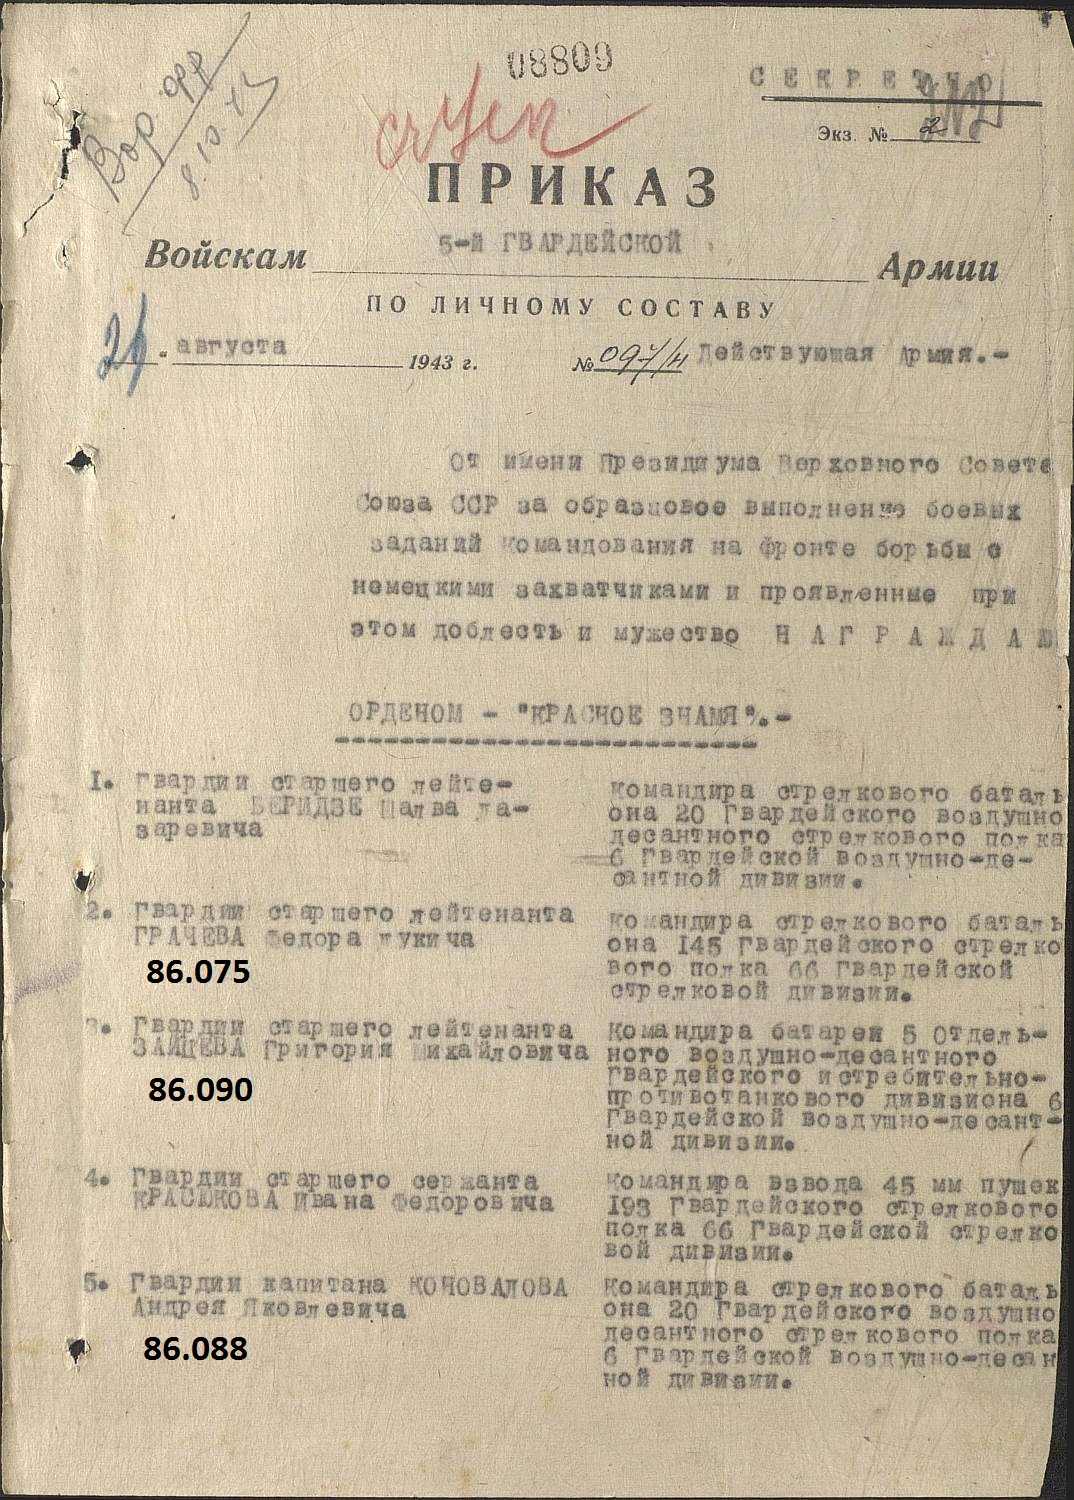 08809
СЕКРЕТНО
Вор. фр
8.10.43
Экз. № 2
ПРИКАЗ
Войскам 5-й ГВАРДЕЙСКОЙ Армии
ПО ЛИЧНОМУ СОСТАВУ
26. августа 1943 г. № 097/н Действующая Армия.-
От имени Президиума Верховного Совета
Союза ССР за образцовое выполнение боевых
заданий командования на фронте борьбы с
немецкими захватчиками и проявленные при
этом доблесть и мужество Н А Г Р А Ж Д А Ю
ОРДЕНОМ - "КРАСНОЕ ЗНАМЯ".-
1. Гвардии старшего лейте-
нанта БЕРИДЗЕ Шалва Ла-
заревича
Командира стрелкового баталь
она 20 Гвардейского воздушно
десантного стрелкового полка
6 Гвардейской воздушно-де-
сантной дивизии.
2. Гвардии старшего лейтенанта
ГРАЧЕВА Федора Лукича
86.075
Командира стрелкового баталь
она 145 Гвардейского стрелко
вого полка 66 Гвардейской
стрелковой дивизии.
3. Гвардии старшего лейтенанта
ЗАЙЦЕВА Григория Михайловича
86.090
Командира батареи 5 Отдель-
ного воздушно-десантного
гвардейского истребительно-
противотанкового дивизиона 6
Гвардейской воздушно-десант-
ной дивизии.
4. Гвардии старшего сержанта
КРАСЮКОВА Ивана Федоровича
Командира взвода 45 мм пушек
193 Гвардейского стрелкового
полка 66 Гвардейской стрелко
вой дивизии.
5. Гвардии капитана КОНОВАЛОВА
Андрея Яковлевича
86.088
Командира стрелкового баталь
она 20 Гвардейского воздушно
десантного стрелкового полка
6 Гвардейской воздушно-десан
ной дивизии.